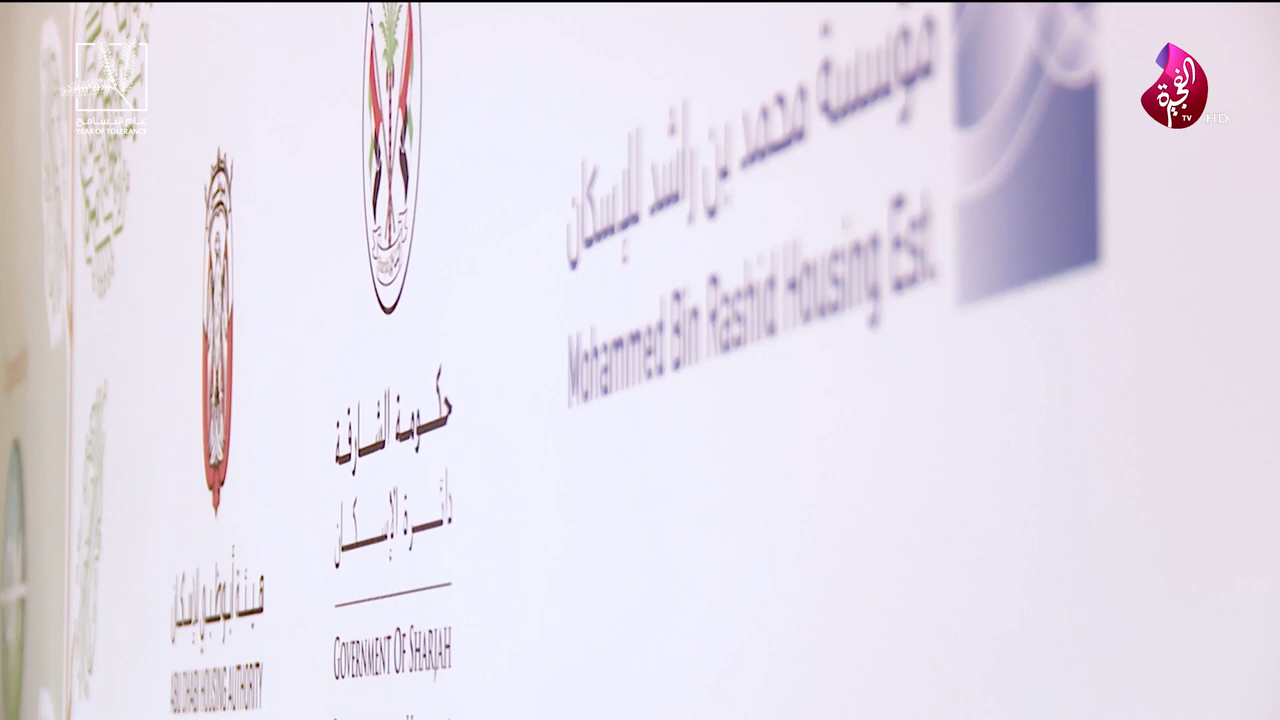 عام التسامح
YEAR OF TOLERANCE
الفجيرة
TV HD
مؤسسة محمد بن راشد للإسكان
Mohammed Bin Rashid Housing Est.
حكومة الشارقة
دائرة الإسكان
GOVERNMENT OF SHARJAH
هيئة أبوظبي للإسكان
ABU DHABI HOUSING AUTHORITY